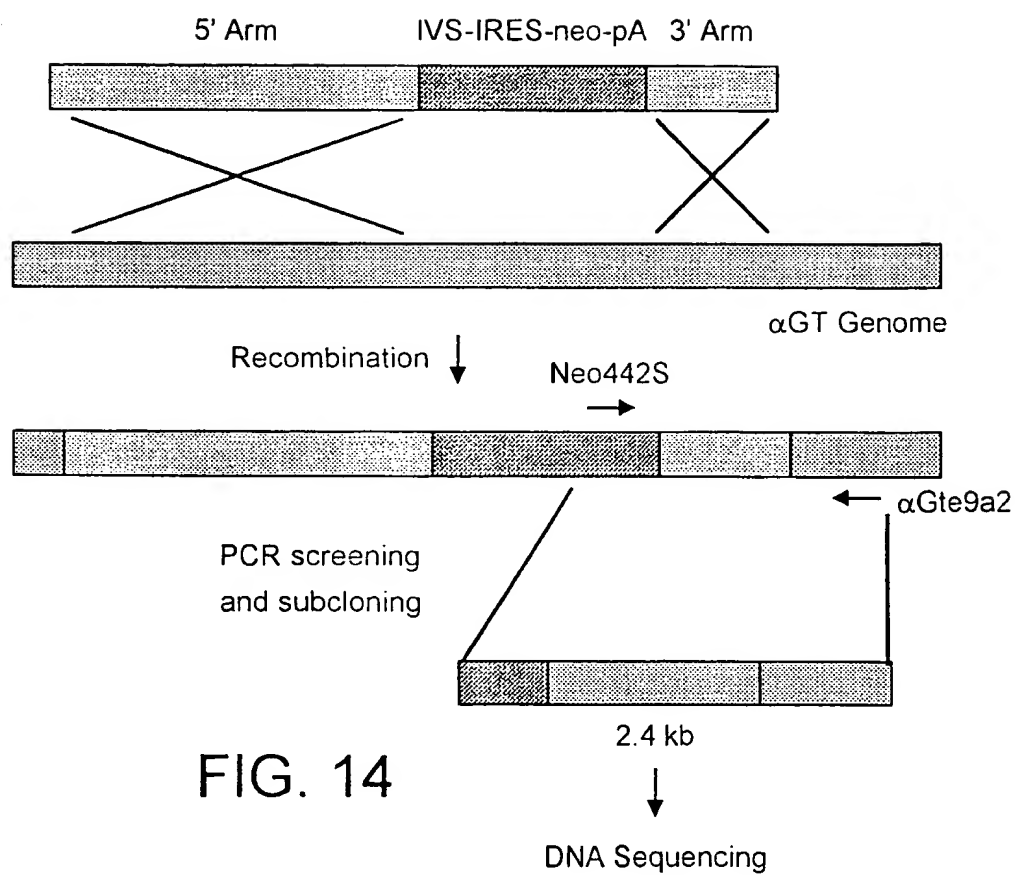 5' Arm
IVS-IRES-neo-pA
3' Arm
αGT Genome
Recombination
Neo442S
αGte9a2
PCR screening
and subcloning
2.4 kb
FIG. 14
DNA Sequencing